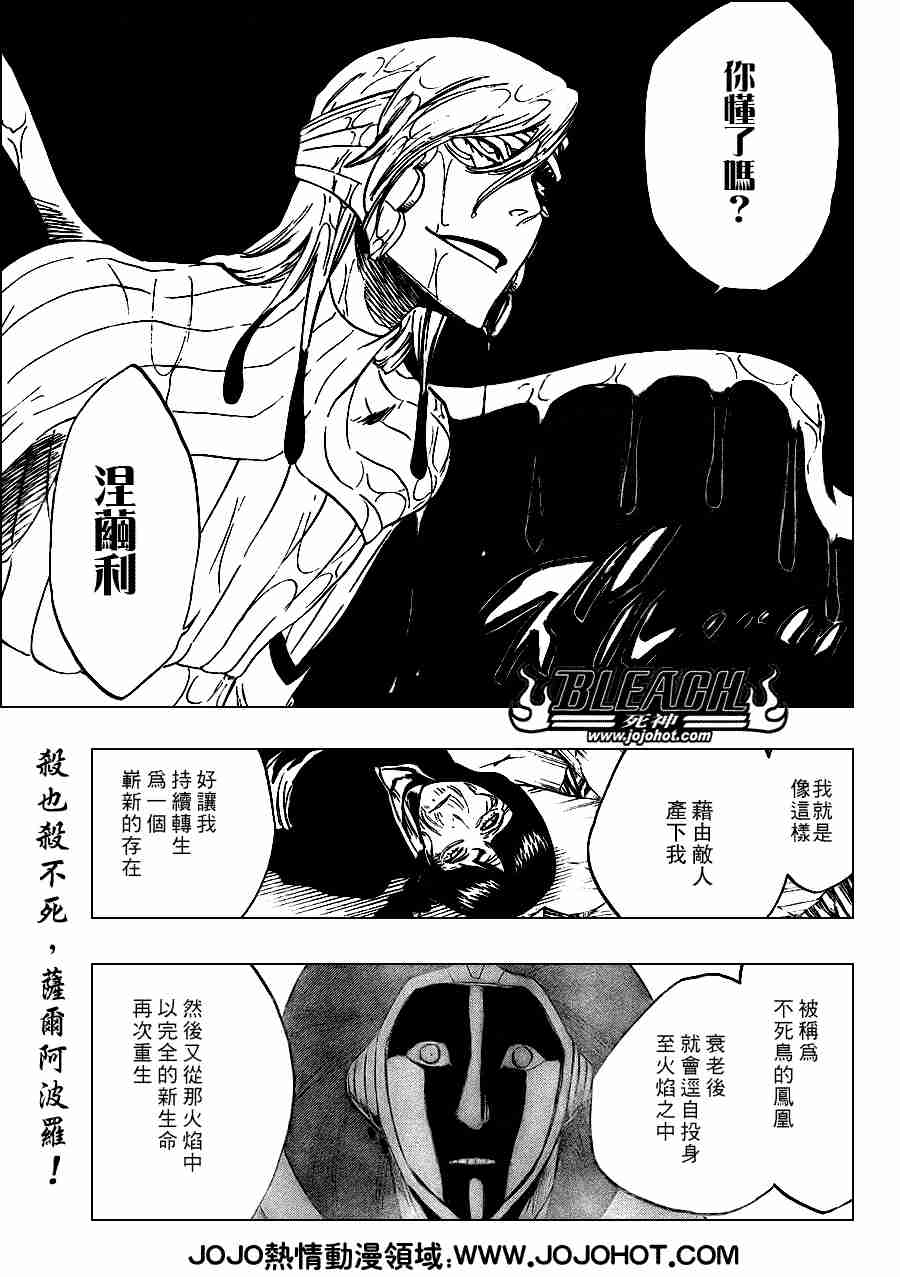 你懂了嗎？
涅繭利
BLEACH
死神
www.jojohot.com
我就是
像這樣
藉由敵人
產下我
好讓我
持續轉生
爲一個
嶄新的存在
被稱爲
不死鳥的鳳凰
衰老後
就會逕自投身
至火焰之中
然後又從那火焰中
以完全的新生命
再次重生
殺也殺不死，薩爾阿波羅！
JOJO熱情動漫領域:WWW.JOJOHOT.COM